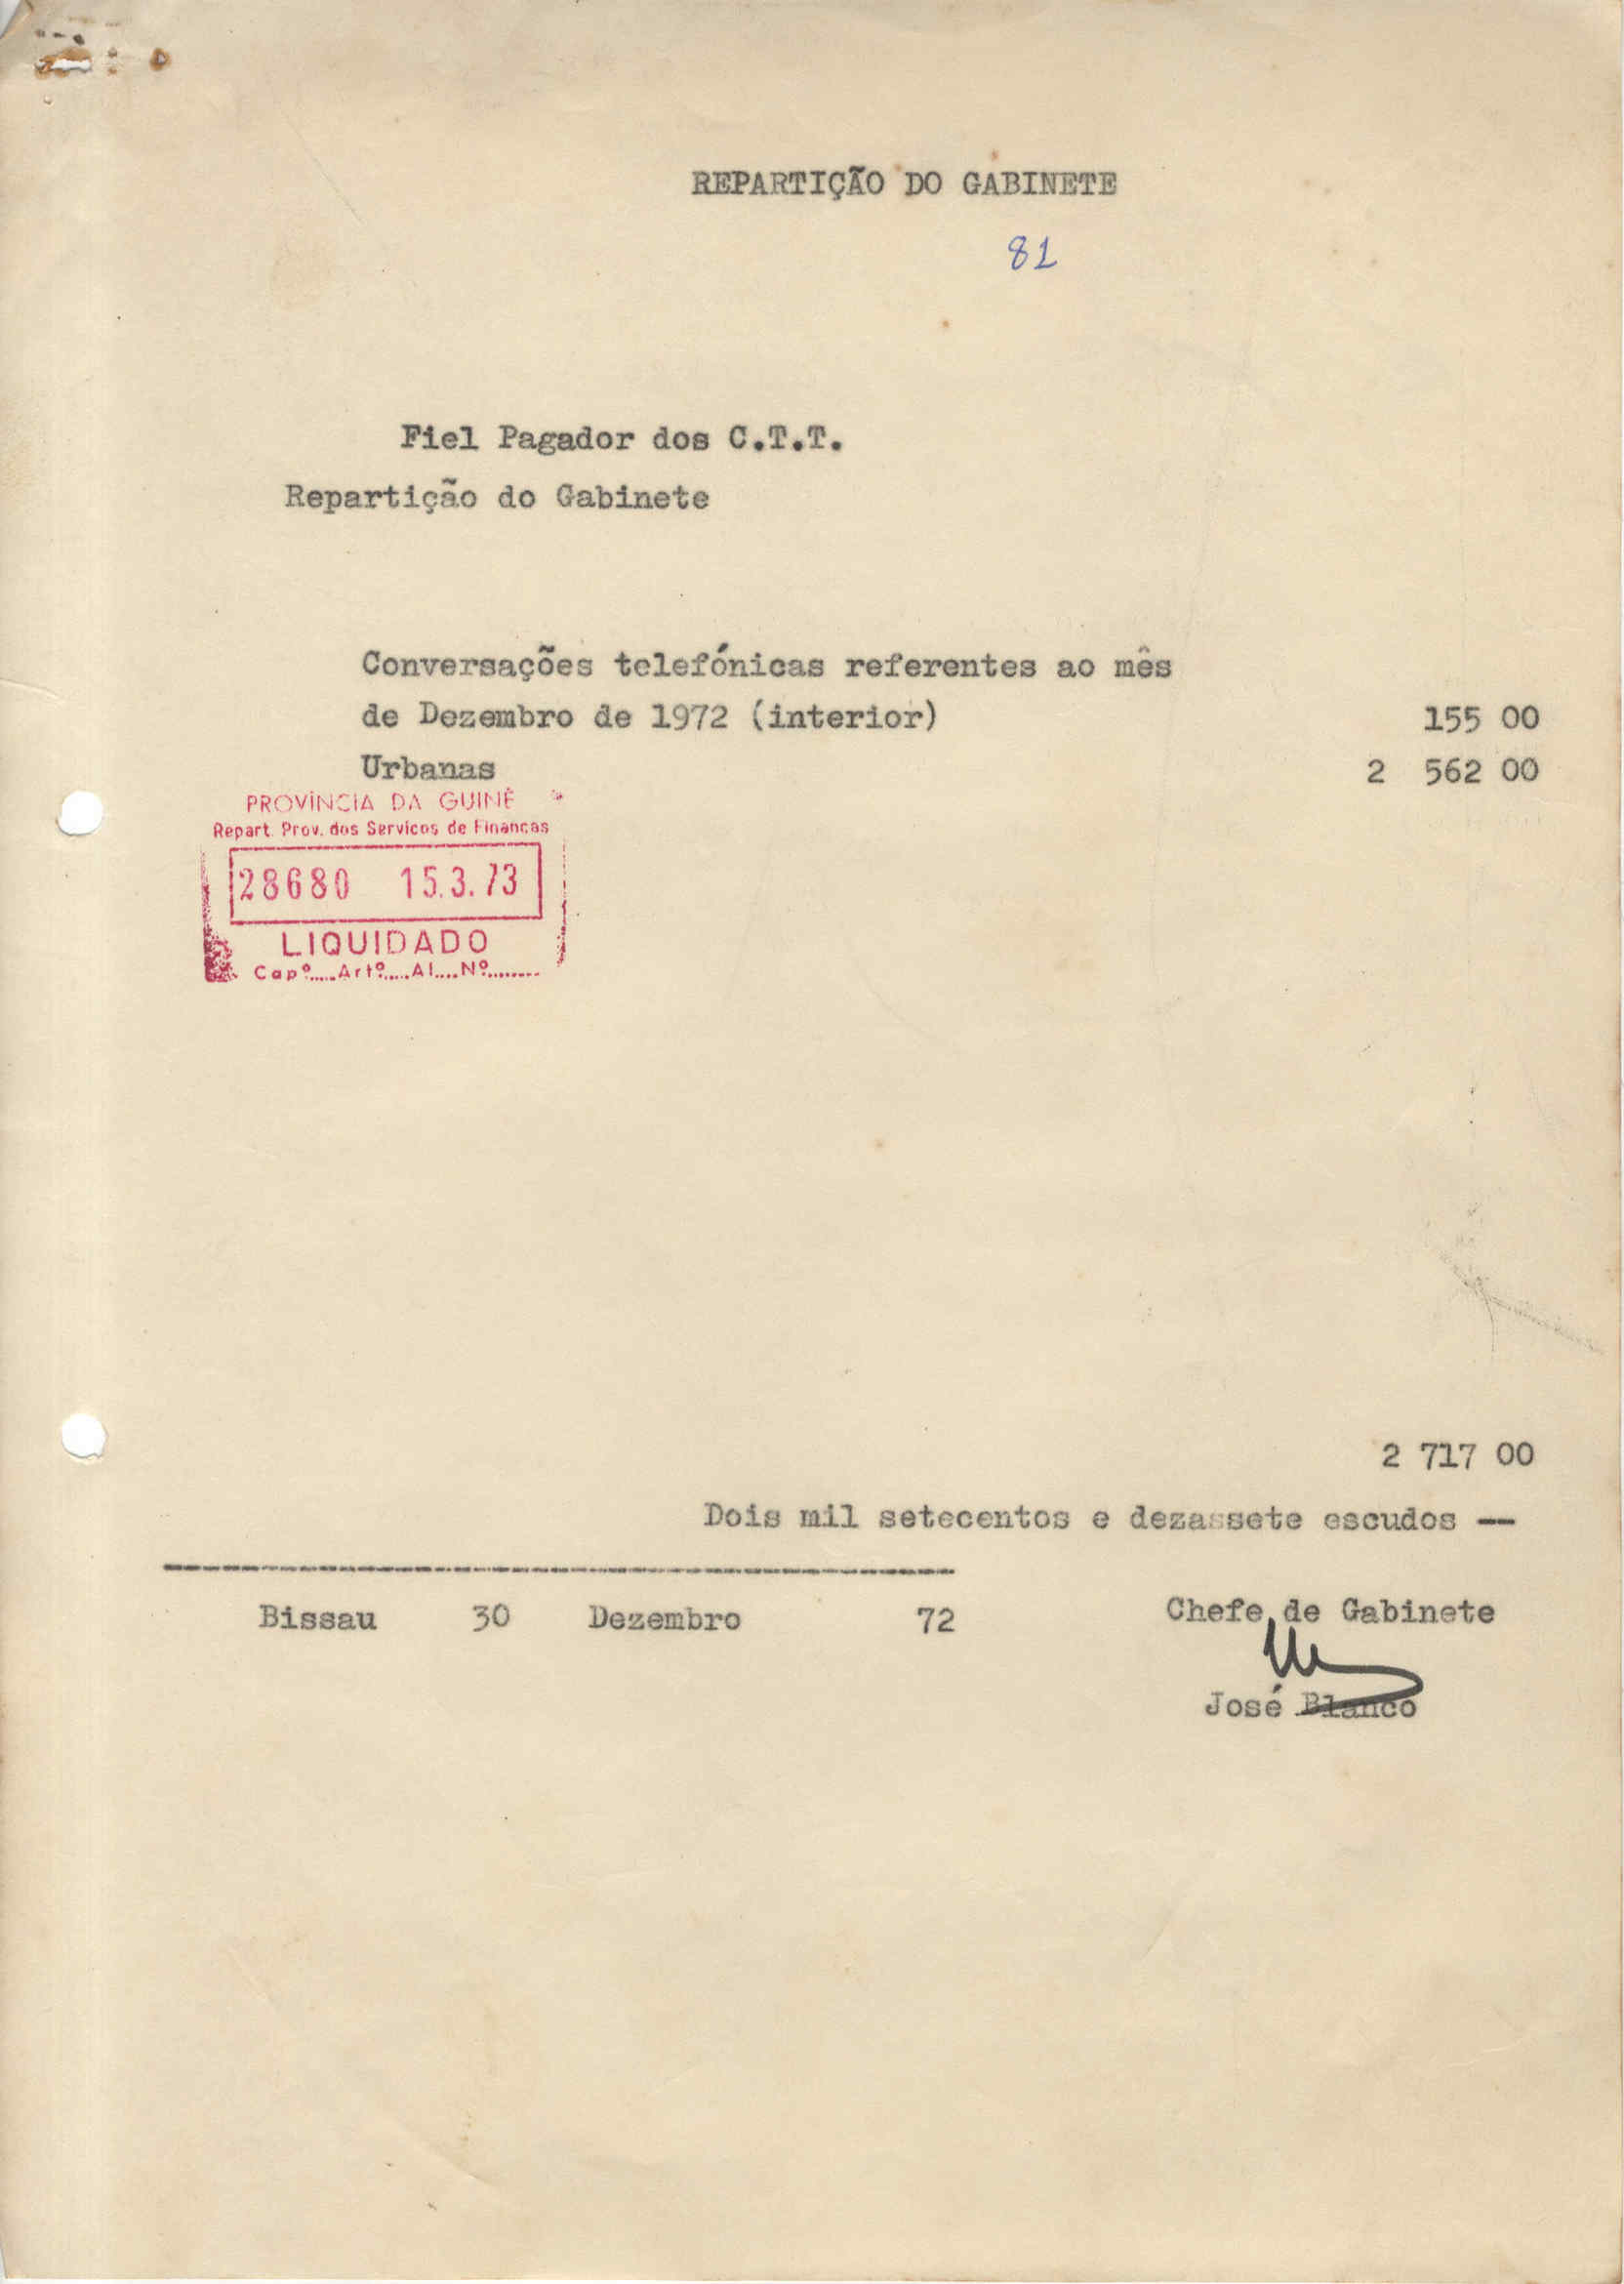 REPARTIÇÃO DO GABINETE
81
Fiel Pagador dos C.T.T.
Repartição do Gabinete
Conversações telefónicas referentes ao mês
de Dezembro de 1972 (interior) 155 00
Urbanas 2 562 00
PROVÍNCIA DA GUINÉ
Repart. Prov. dos Serviços de Finanças
28680 15.3.73
LIQUIDADO
Capº.....Artº.....Al....Nº........
2 717 00
Dois mil setecentos e dezassete escudos --
Bissau 30 Dezembro 72 Chefe de Gabinete
José Blanco